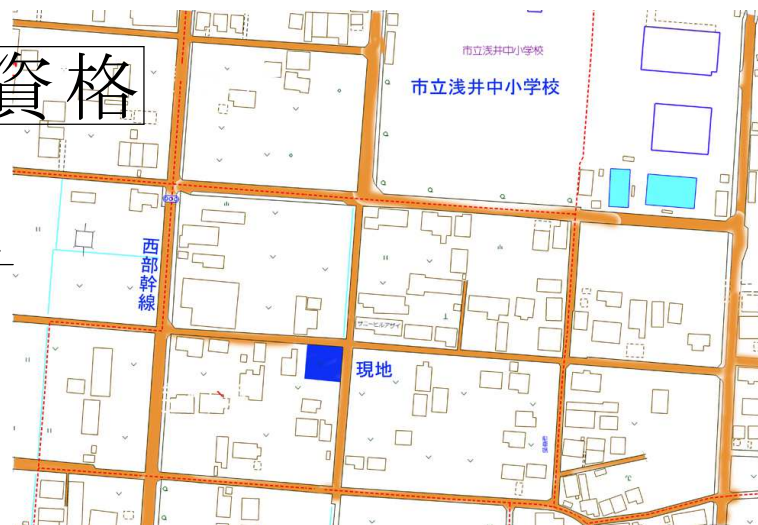 資格
市立浅井中小学校
市立浅井中小学校
西部幹線
サニーヒルアサイ
現地